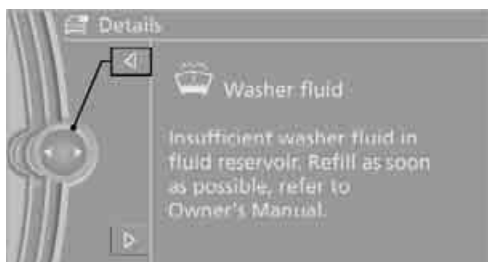 Details
Washer fluid
Insufficient washer fluid in
fluid reservoir. Refill as soon
as possible, refer to
Owner's Manual.